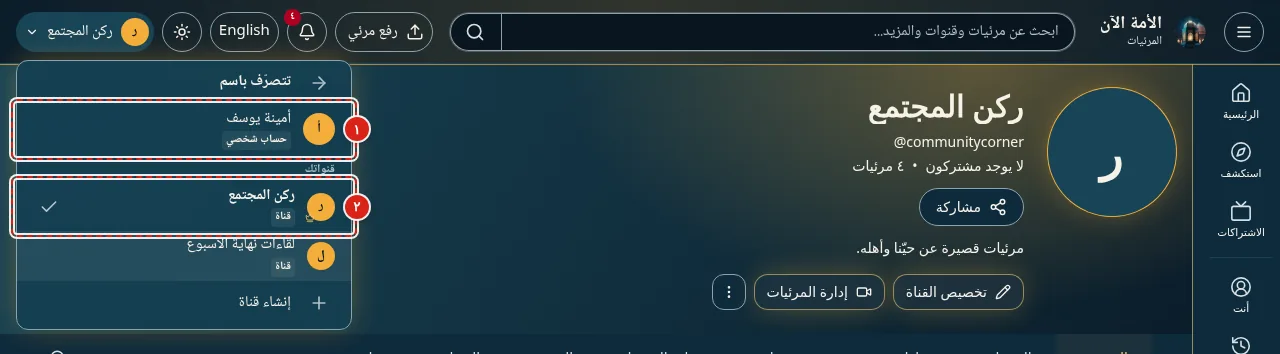 الأمة الآن
المرئيات
ابحث عن مرئيات وقنوات والمزيد...
رفع مرئي
٤
English
ر
ركن المجتمع
تتصرّف باسم
١
أ
أمينة يوسف
حساب شخصي
قنواتك
٢
ر
ركن المجتمع
قناة
ل
لقاءات نهاية الأسبوع
قناة
إنشاء قناة
ر
ركن المجتمع
@communitycorner
لا يوجد مشتركون • ٤ مرئيات
مشاركة
مرئيات قصيرة عن حيّنا وأهله.
تخصيص القناة
إدارة المرئيات
الرئيسية
استكشف
الاشتراكات
أنت